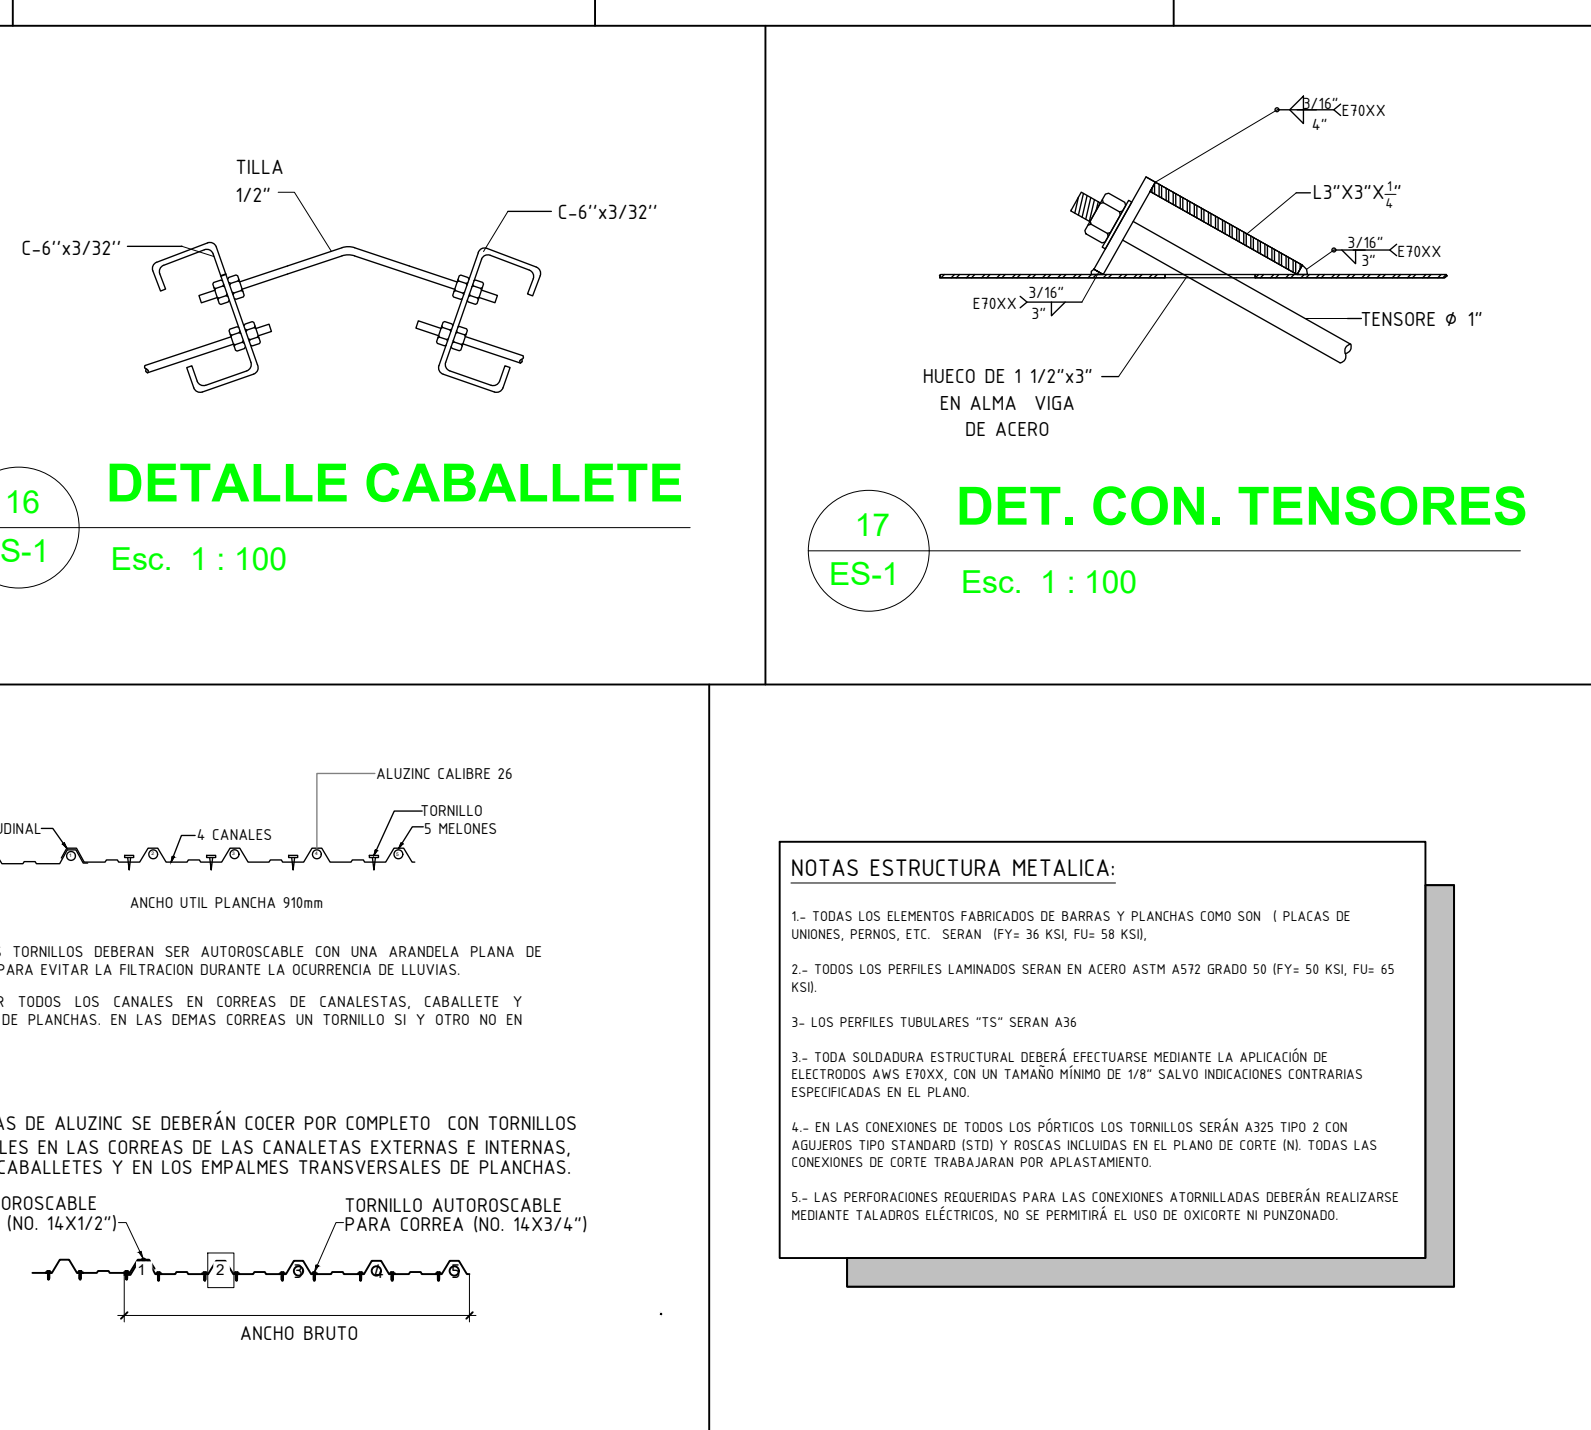 TILLA
1/2"
C-6''x3/32''
C-6''x3/32''
16
S-1
DETALLE CABALLETE
Esc. 1 : 100
3/16"
4"
E70XX
L3"X3"X1/4"
3/16"
3"
E70XX
E70XX
3/16"
3"
TENSORE Ø 1"
HUECO DE 1 1/2"x3"
EN ALMA VIGA
DE ACERO
17
ES-1
DET. CON. TENSORES
Esc. 1 : 100
ALUZINC CALIBRE 26
TORNILLO
UDINAL
4 CANALES
5 MELONES
ANCHO UTIL PLANCHA 910mm
S TORNILLOS DEBERAN SER AUTOROSCABLE CON UNA ARANDELA PLANA DE
PARA EVITAR LA FILTRACION DURANTE LA OCURRENCIA DE LLUVIAS.
R TODOS LOS CANALES EN CORREAS DE CANALESTAS, CABALLETE Y
DE PLANCHAS. EN LAS DEMAS CORREAS UN TORNILLO SI Y OTRO NO EN
AS DE ALUZINC SE DEBERÁN COCER POR COMPLETO CON TORNILLOS
LES EN LAS CORREAS DE LAS CANALETAS EXTERNAS E INTERNAS,
CABALLETES Y EN LOS EMPALMES TRANSVERSALES DE PLANCHAS.
OROSCABLE
(NO. 14X1/2")
TORNILLO AUTOROSCABLE
PARA CORREA (NO. 14X3/4")
1 2 3 4 5
ANCHO BRUTO
NOTAS ESTRUCTURA METALICA:
1.- TODAS LOS ELEMENTOS FABRICADOS DE BARRAS Y PLANCHAS COMO SON ( PLACAS DE
UNIONES, PERNOS, ETC. SERAN (FY= 36 KSI, FU= 58 KSI),
2.- TODOS LOS PERFILES LAMINADOS SERAN EN ACERO ASTM A572 GRADO 50 (FY= 50 KSI, FU= 65
KSI).
3- LOS PERFILES TUBULARES "TS" SERAN A36
3.- TODA SOLDADURA ESTRUCTURAL DEBERÁ EFECTUARSE MEDIANTE LA APLICACIÓN DE
ELECTRODOS AWS E70XX, CON UN TAMAÑO MÍNIMO DE 1/8" SALVO INDICACIONES CONTRARIAS
ESPECIFICADAS EN EL PLANO.
4.- EN LAS CONEXIONES DE TODOS LOS PÓRTICOS LOS TORNILLOS SERÁN A325 TIPO 2 CON
AGUJEROS TIPO STANDARD (STD) Y ROSCAS INCLUIDAS EN EL PLANO DE CORTE (N). TODAS LAS
CONEXIONES DE CORTE TRABAJARAN POR APLASTAMIENTO.
5.- LAS PERFORACIONES REQUERIDAS PARA LAS CONEXIONES ATORNILLADAS DEBERÁN REALIZARSE
MEDIANTE TALADROS ELÉCTRICOS, NO SE PERMITIRÁ EL USO DE OXICORTE NI PUNZONADO.